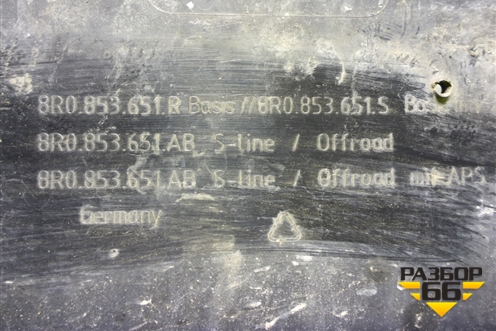 8R0.853.651.R Basis//8R0.853.651.S
8R0.853.651.AB S-line / Offroad
8R0.853.651.AB S-line / Offroad mit APS
Germany
РАЗБОР
66